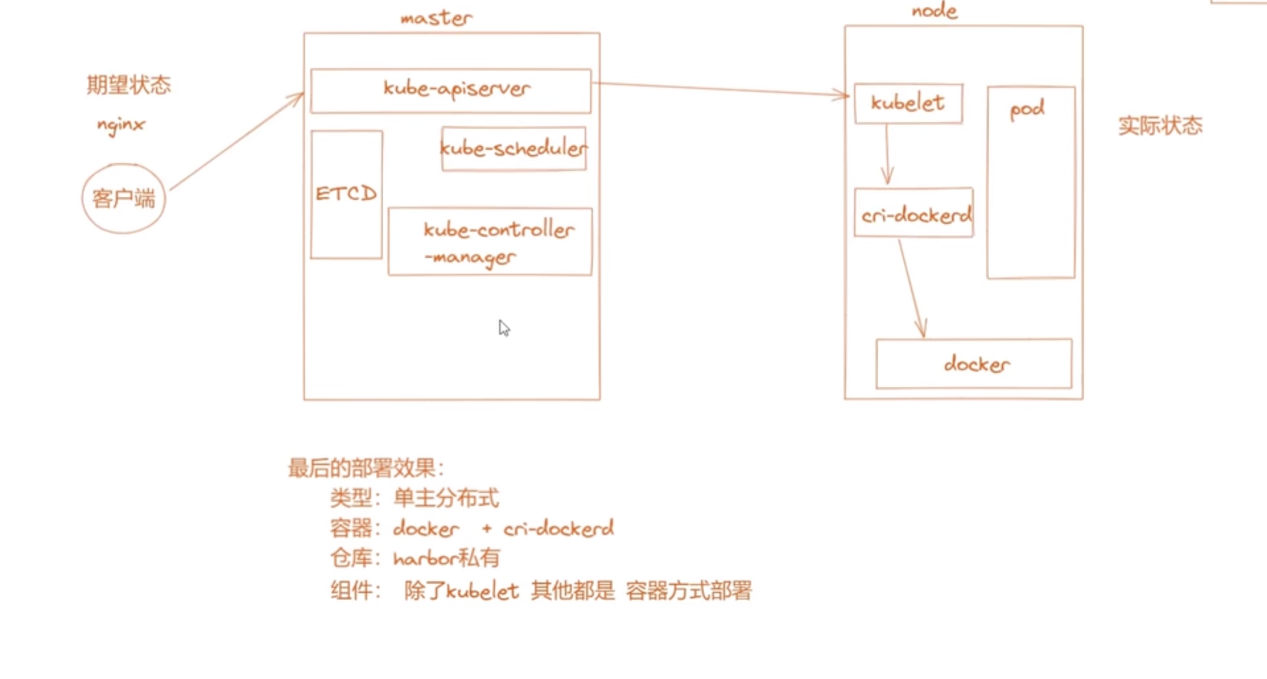 master
node
期望状态
nginx
客户端
kube-apiserver
kube-scheduler
ETCD
kube-controller
-manager
kubelet
pod
实际状态
cri-dockerd
docker
最后的部署效果：
类型：单主分布式
容器：docker + cri-dockerd
仓库：harbor私有
组件： 除了kubelet 其他都是 容器方式部署